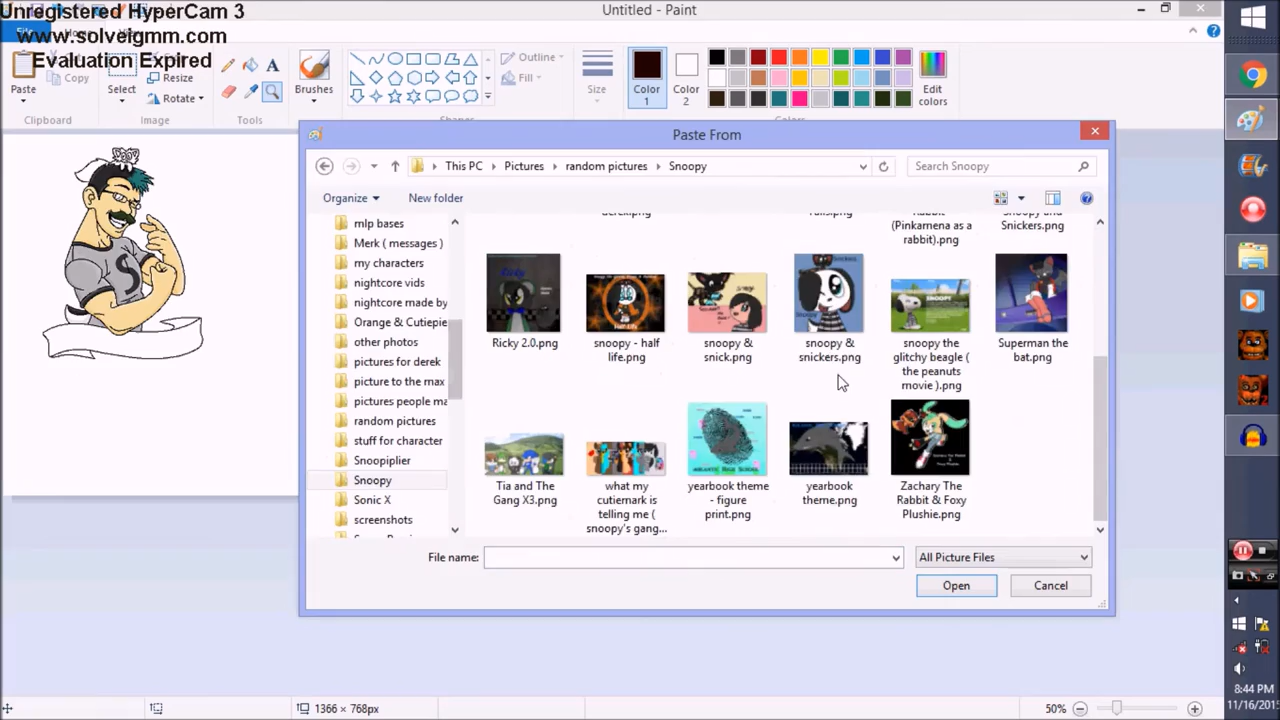 Unregistered HyperCam 3
www.solveigmm.com
Evaluation Expired
Untitled - Paint
Paste
Copy
Select
Resize
Rotate
Brushes
Outline
Fill
Size
Color 1
Color 2
Edit colors
Clipboard
Image
Tools
Paste From
This PC
Pictures
random pictures
Snoopy
Search Snoopy
Organize
New folder
mlp bases
Merk ( messages )
my characters
nightcore vids
nightcore made by
Orange & Cutiepie
other photos
pictures for derek
picture to the max
pictures people ma
random pictures
stuff for character
Snoopiplier
Snoopy
Sonic X
screenshots
Rabbit
(Pinkamena as a
rabbit).png
Snickers.png
Ricky 2.0.png
snoopy - half
life.png
snoopy &
snick.png
snoopy &
snickers.png
snoopy the
glitchy beagle (
the peanuts
movie ).png
Superman the
bat.png
Tia and The
Gang X3.png
what my
cutiemark is
telling me (
snoopy's gang...
yearbook theme
- figure
print.png
yearbook
theme.png
Zachary The
Rabbit & Foxy
Plushie.png
File name:
All Picture Files
Open
Cancel
1366 × 768px
50%
8:44 PM